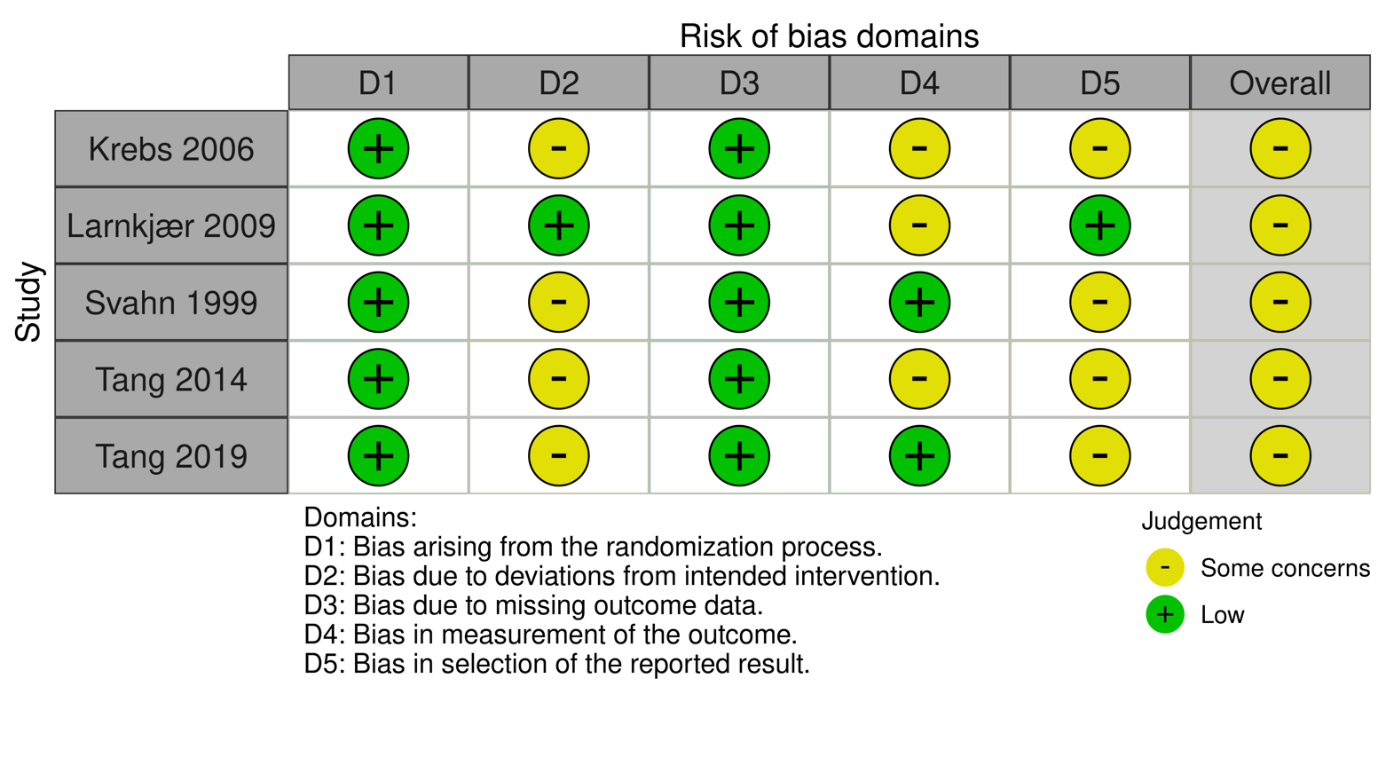 Risk of bias domains
D1 D2 D3 D4 D5 Overall
Study
Krebs 2006 + - + - - -
Larnkjær 2009 + + + - + -
Svahn 1999 + - + + - -
Tang 2014 + - + - - -
Tang 2019 + - + + - -
Domains:
D1: Bias arising from the randomization process.
D2: Bias due to deviations from intended intervention.
D3: Bias due to missing outcome data.
D4: Bias in measurement of the outcome.
D5: Bias in selection of the reported result.
Judgement
- Some concerns
+ Low